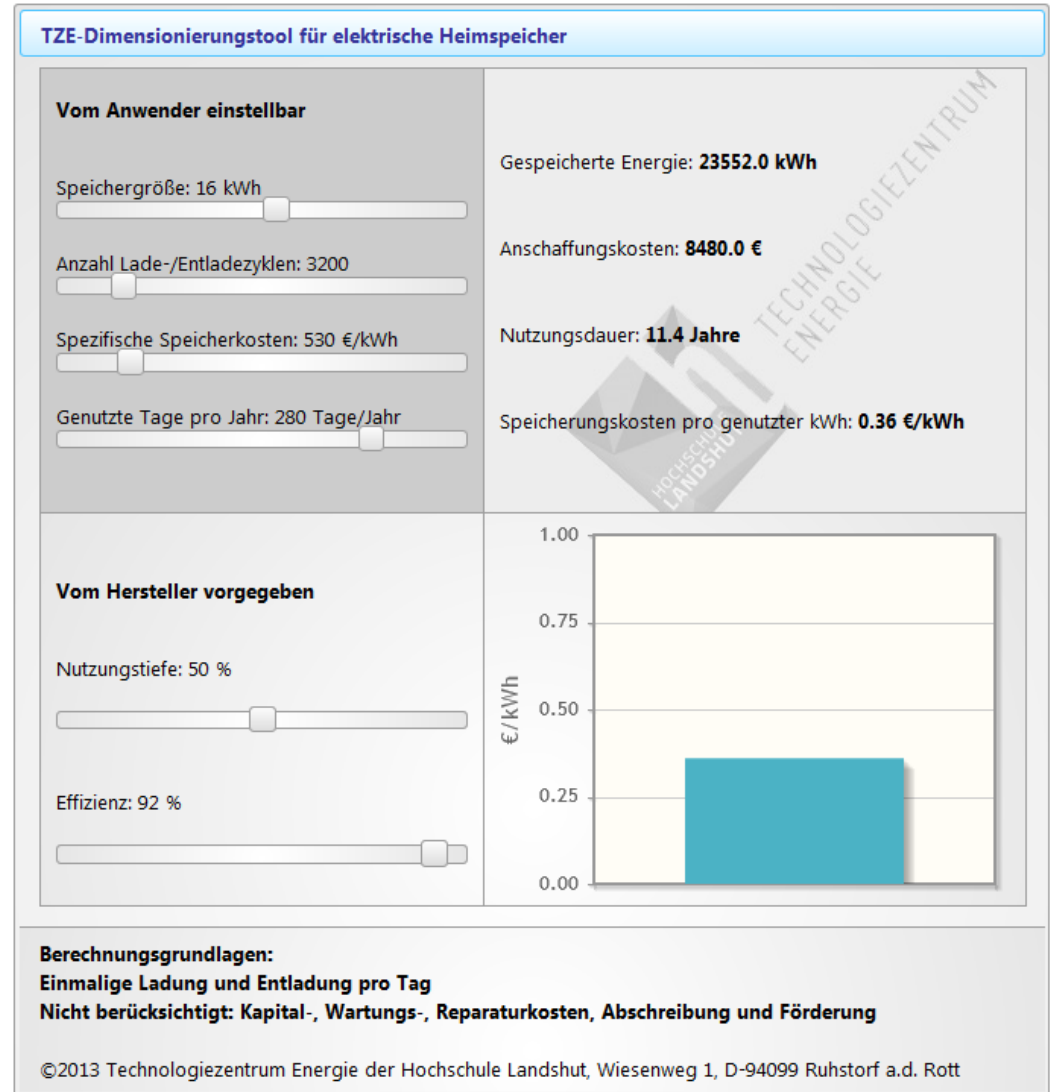 TZE-Dimensionierungstool für elektrische Heimspeicher
Vom Anwender einstellbar
Speichergröße: 16 kWh
Anzahl Lade-/Entladezyklen: 3200
Spezifische Speicherkosten: 530 €/kWh
Genutzte Tage pro Jahr: 280 Tage/Jahr
Gespeicherte Energie: 23552.0 kWh
Anschaffungskosten: 8480.0 €
Nutzungsdauer: 11.4 Jahre
Speicherungskosten pro genutzter kWh: 0.36 €/kWh
TECHNOLOGIEZENTRUM
ENERGIE
HOCHSCHULE
LANDSHUT
Vom Hersteller vorgegeben
Nutzungstiefe: 50 %
Effizienz: 92 %
1.00
0.75
0.50
0.25
0.00
€/kWh
Berechnungsgrundlagen:
Einmalige Ladung und Entladung pro Tag
Nicht berücksichtigt: Kapital-, Wartungs-, Reparaturkosten, Abschreibung und Förderung
©2013 Technologiezentrum Energie der Hochschule Landshut, Wiesenweg 1, D-94099 Ruhstorf a.d. Rott